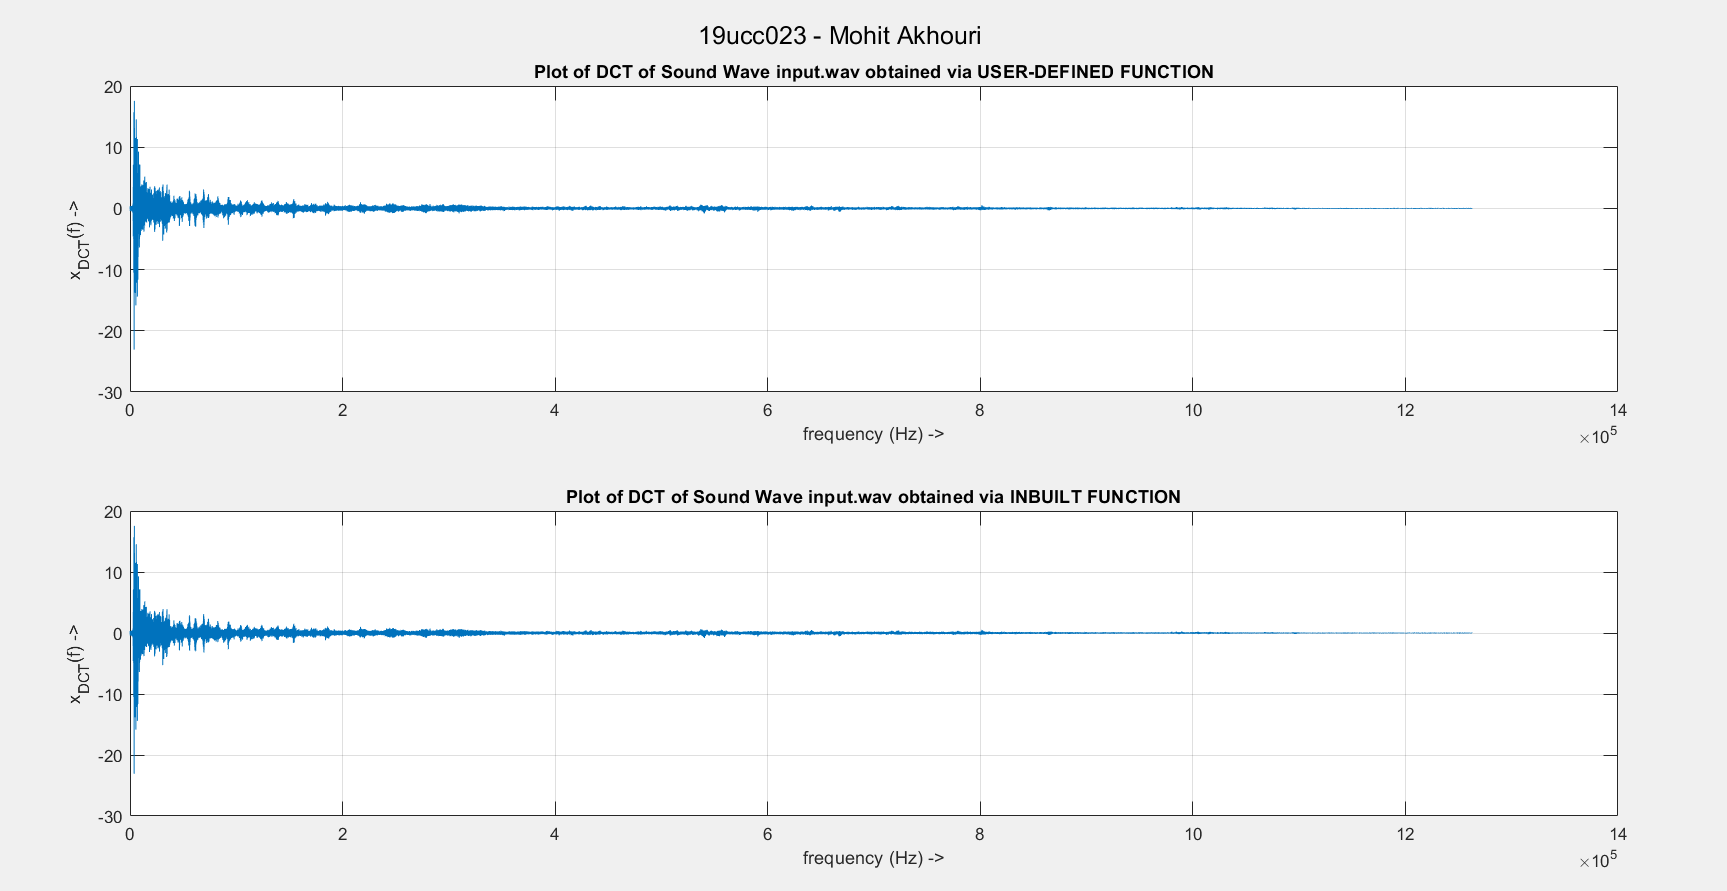 19ucc023 - Mohit Akhouri
Plot of DCT of Sound Wave input.wav obtained via USER-DEFINED FUNCTION
20
10
0
-10
-20
-30
x_DCT(f) ->
0 2 4 6 8 10 12 14
frequency (Hz) ->
×10^5
Plot of DCT of Sound Wave input.wav obtained via INBUILT FUNCTION
20
10
0
-10
-20
-30
x_DCT(f) ->
0 2 4 6 8 10 12 14
frequency (Hz) ->
×10^5